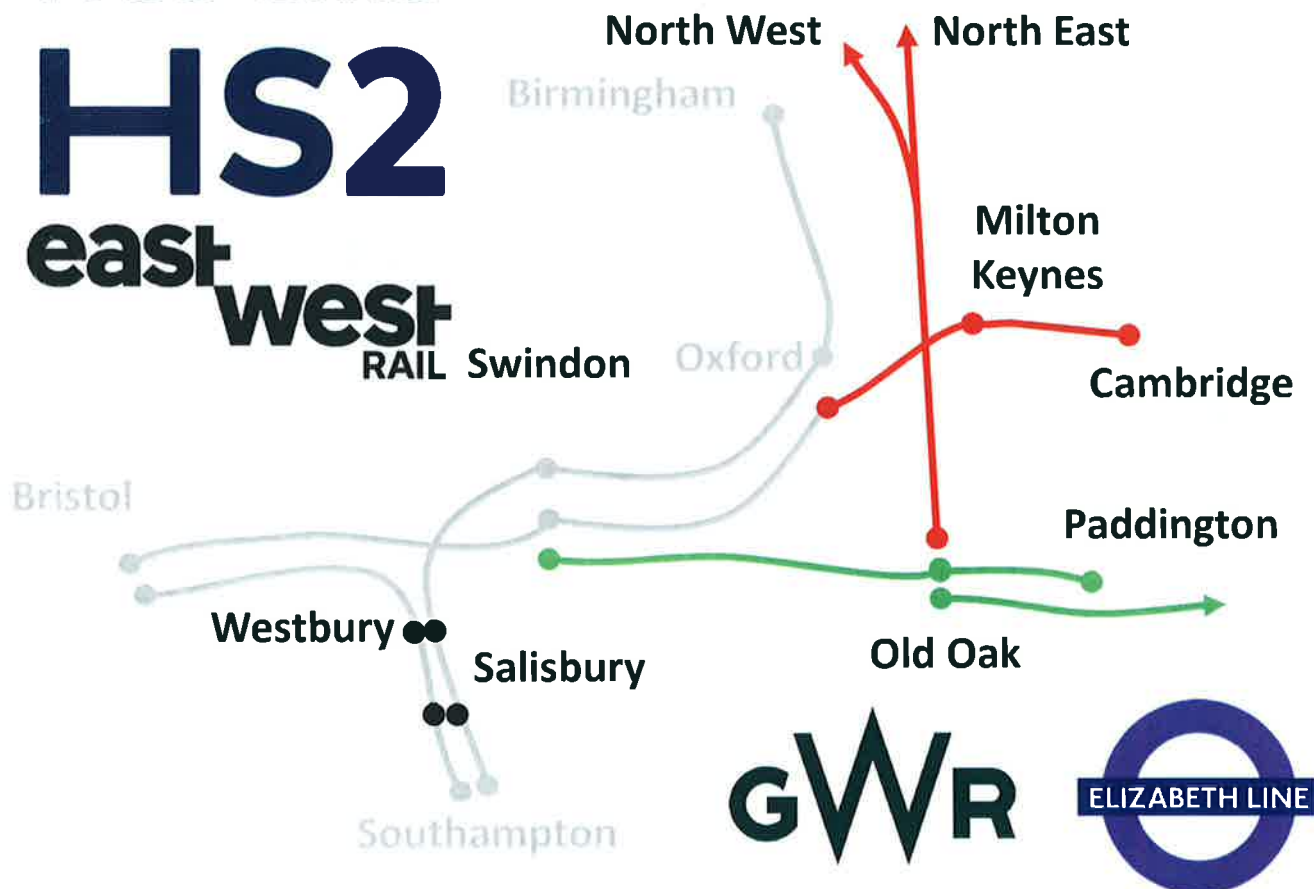 North West
North East
HS2
Birmingham
east
west
RAIL
Milton
Keynes
Swindon
Oxford
Cambridge
Bristol
Paddington
Westbury
Old Oak
Salisbury
GWR
ELIZABETH LINE
Southampton